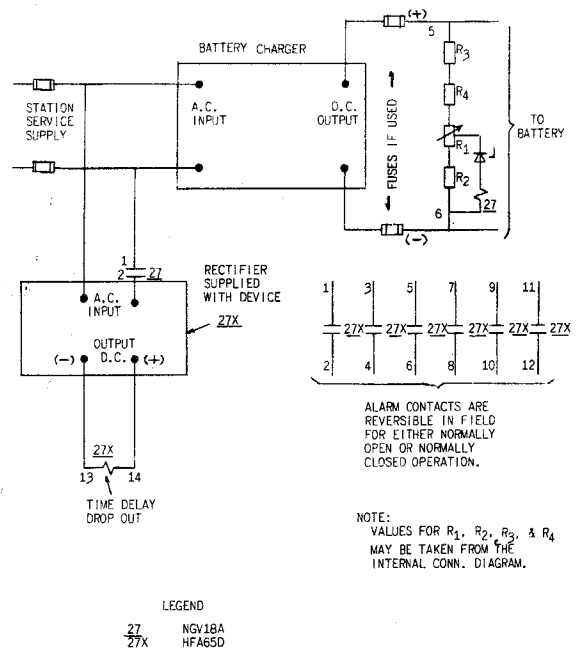 (+)
5
BATTERY CHARGER
R3
STATION
SERVICE
SUPPLY
A.C.
INPUT
D.C.
OUTPUT
FUSES IF USED
R4
R1
R2
27
6
(-)
TO
BATTERY
1
2
27
RECTIFIER
SUPPLIED
WITH DEVICE
27X
A.C.
INPUT
OUTPUT
(-) D.C. (+)
27X
13 14
TIME DELAY
DROP OUT
1 3 5 7 9 11
27X 27X 27X 27X 27X 27X
2 4 6 8 10 12
ALARM CONTACTS ARE
REVERSIBLE IN FIELD
FOR EITHER NORMALLY
OPEN OR NORMALLY
CLOSED OPERATION.
NOTE:
VALUES FOR R1, R2, R3, & R4
MAY BE TAKEN FROM THE
INTERNAL CONN. DIAGRAM.
LEGEND
27 NGV18A
27X HFA65D